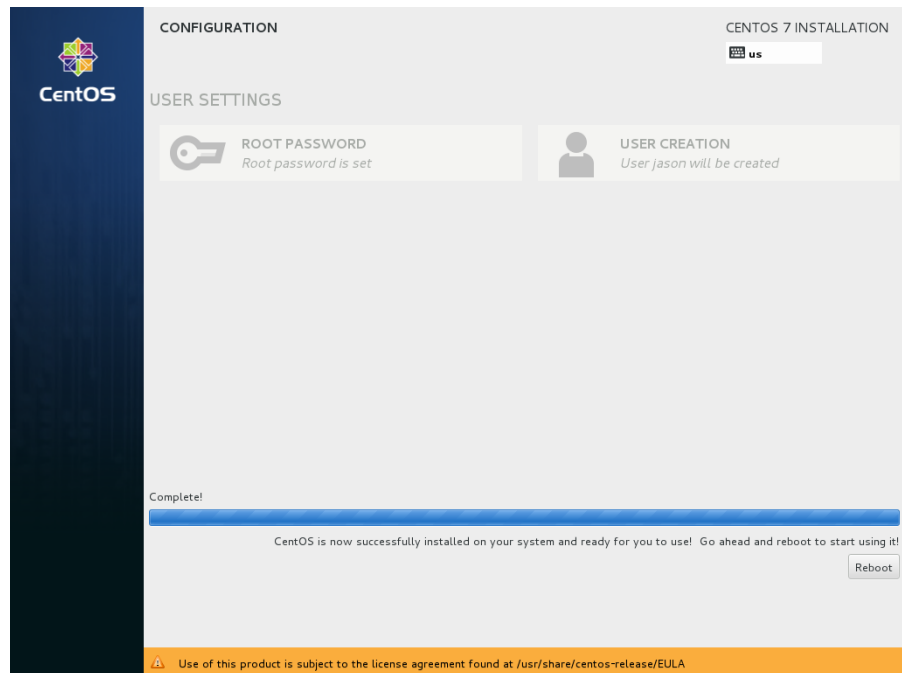 CONFIGURATION
CENTOS 7 INSTALLATION
us
CentOS
USER SETTINGS
ROOT PASSWORD
Root password is set
USER CREATION
User jason will be created
Complete!
CentOS is now successfully installed on your system and ready for you to use! Go ahead and reboot to start using it!
Reboot
Use of this product is subject to the license agreement found at /usr/share/centos-release/EULA